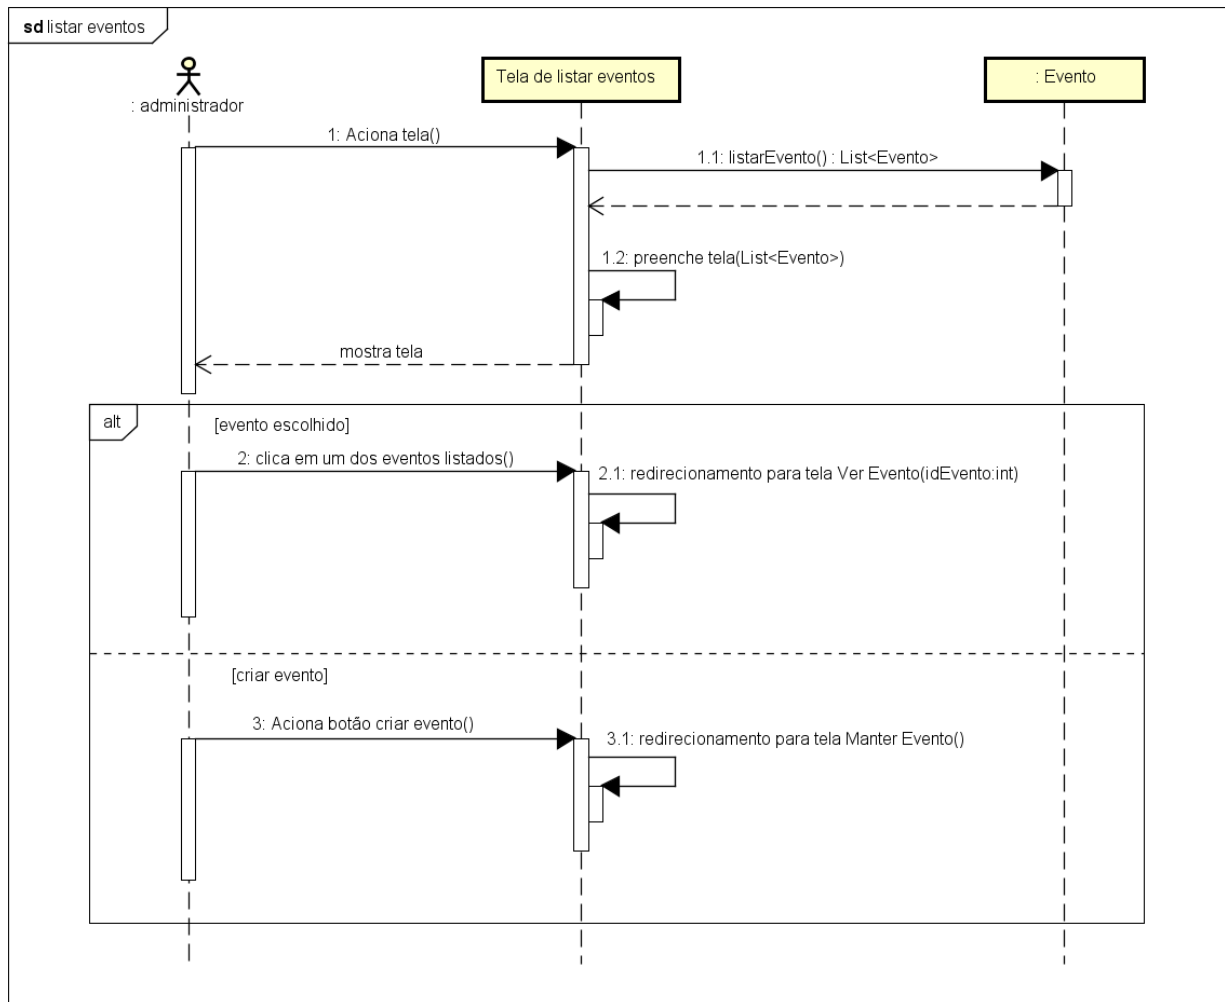 sd listar eventos
: administrador
Tela de listar eventos
: Evento
1: Aciona tela()
1.1: listarEvento() : List<Evento>
1.2: preenche tela(List<Evento>)
mostra tela
alt
[evento escolhido]
2: clica em um dos eventos listados()
2.1: redirecionamento para tela Ver Evento(idEvento:int)
[criar evento]
3: Aciona botão criar evento()
3.1: redirecionamento para tela Manter Evento()